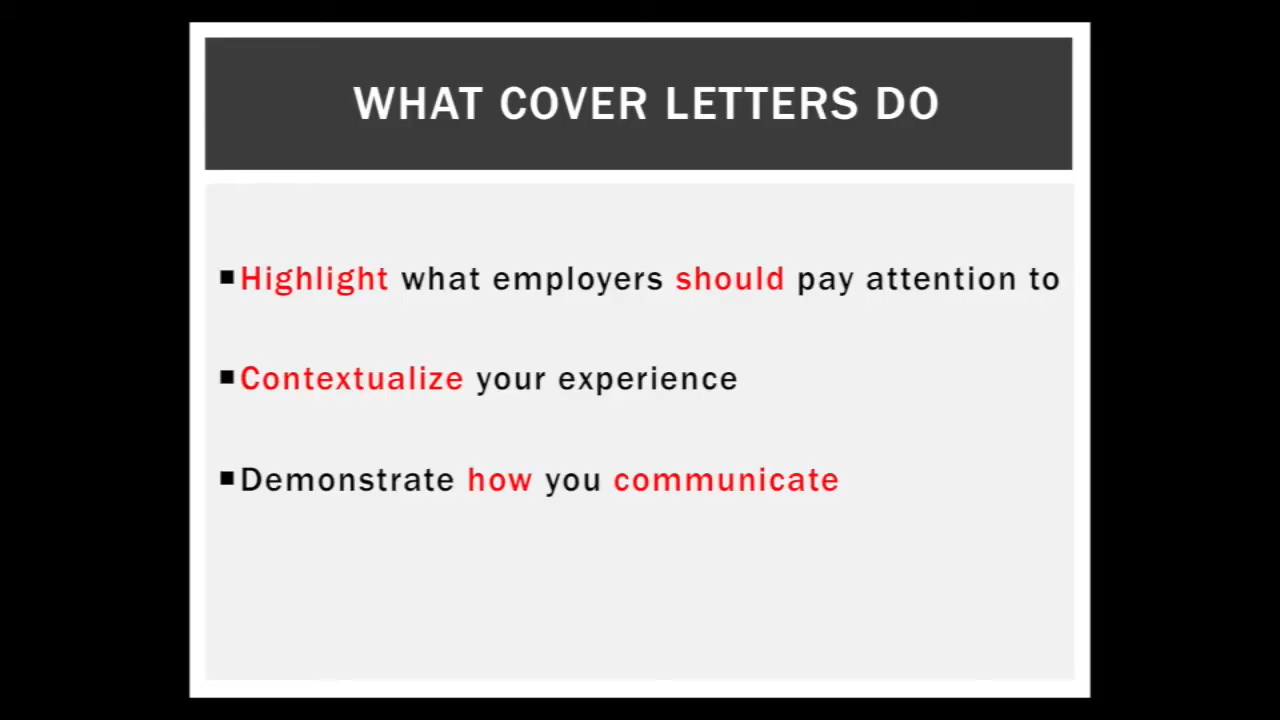 WHAT COVER LETTERS DO
▪Highlight what employers should pay attention to
▪Contextualize your experience
▪Demonstrate how you communicate